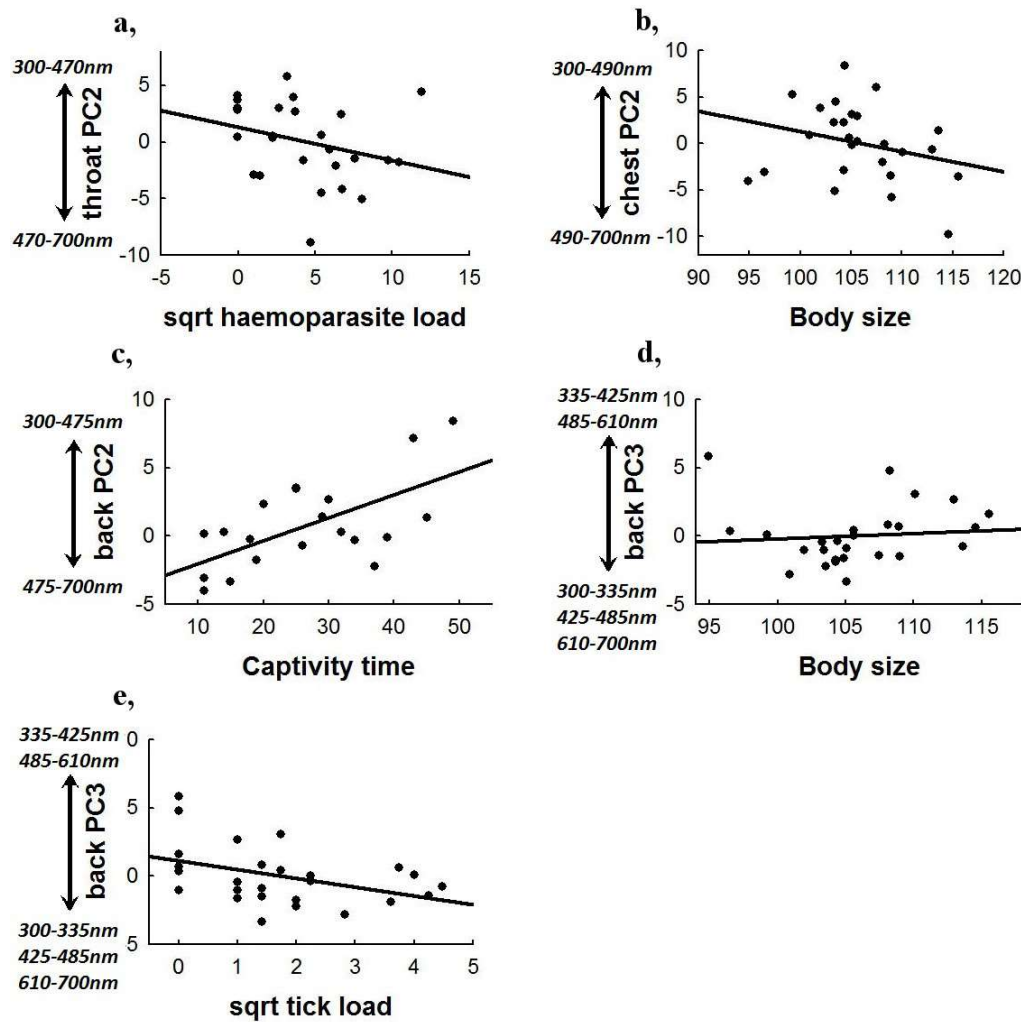 a,
300-470nm
throat PC2
470-700nm
5
0
-5
-10
-5 0 5 10 15
sqrt haemoparasite load
b,
300-490nm
chest PC2
490-700nm
10
5
0
-5
-10
90 95 100 105 110 115 120
Body size
c,
300-475nm
back PC2
475-700nm
10
5
0
-5
10 20 30 40 50
Captivity time
d,
335-425nm
485-610nm
back PC3
300-335nm
425-485nm
610-700nm
10
5
0
-5
95 100 105 110 115
Body size
e,
335-425nm
485-610nm
back PC3
300-335nm
425-485nm
610-700nm
0
5
0
5
0 1 2 3 4 5
sqrt tick load